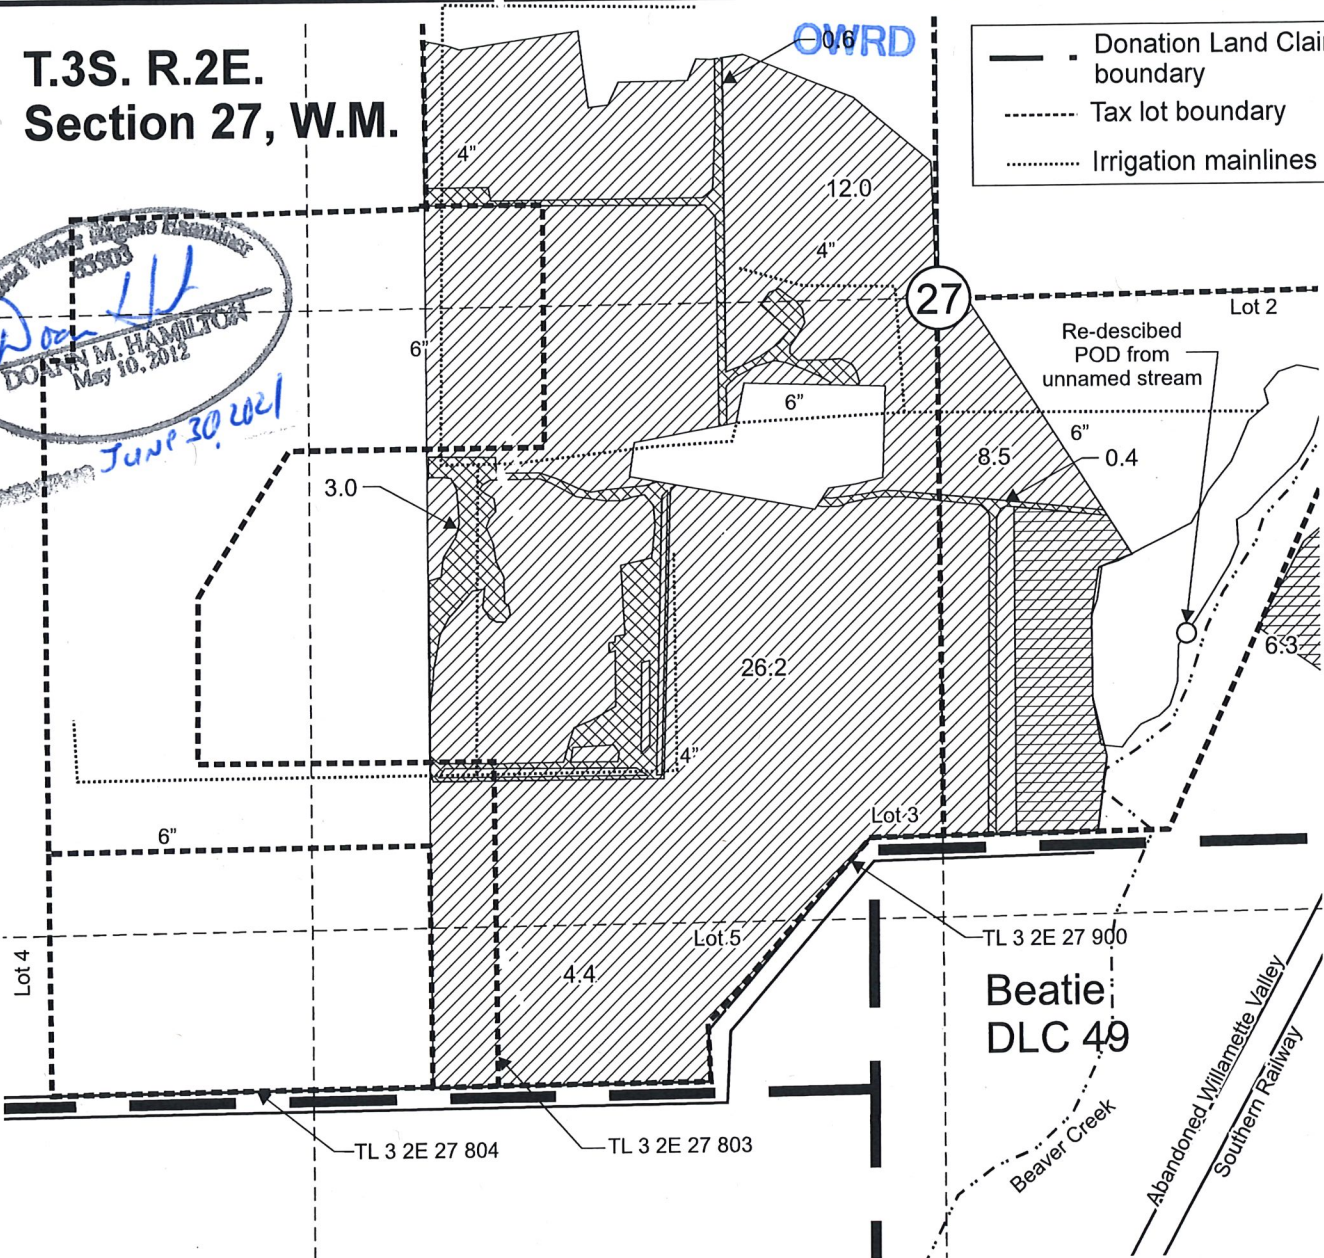 T.3S. R.2E.
Section 27, W.M.
OWRD
0.6
Donation Land Clai
boundary
Tax lot boundary
Irrigation mainlines
4"
12.0
4"
Water Rights Examiner
DOANN M. HAMILTON
May 10, 2012
JUNE 30, 2021
27
Lot 2
Re-descibed
POD from
unnamed stream
6"
6"
6"
8.5
0.4
3.0
26.2
6.3
4"
6"
Lot 3
Lot 4
Lot 5
4.4
TL 3 2E 27 900
Beatie
DLC 49
TL 3 2E 27 804
TL 3 2E 27 803
Beaver Creek
Abandoned Willamette Valley
Southern Railway